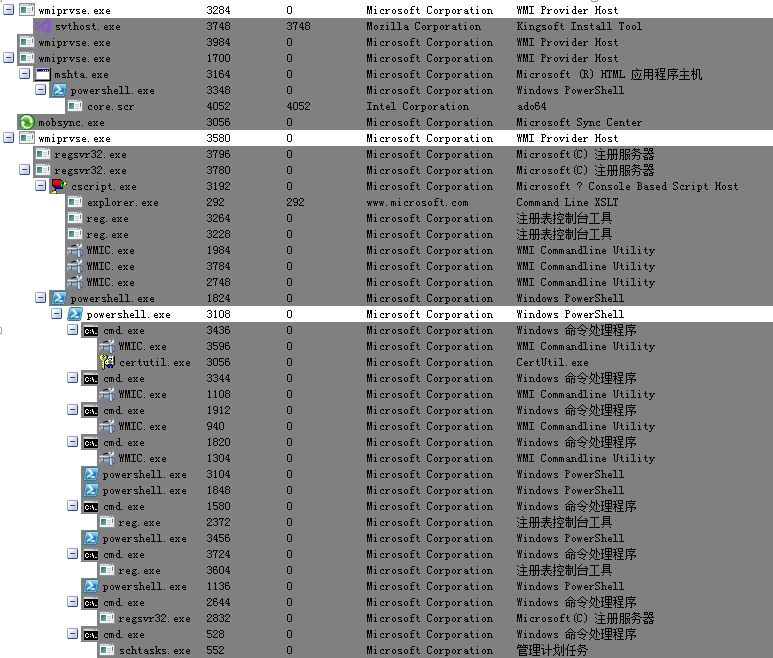 wmiprvse.exe 3284 0 Microsoft Corporation WMI Provider Host
svthost.exe 3748 3748 Mozilla Corporation Kingsoft Install Tool
wmiprvse.exe 3984 0 Microsoft Corporation WMI Provider Host
wmiprvse.exe 1700 0 Microsoft Corporation WMI Provider Host
mshta.exe 3164 0 Microsoft Corporation Microsoft (R) HTML 应用程序主机
powershell.exe 3348 0 Microsoft Corporation Windows PowerShell
core.scr 4052 4052 Intel Corporation ado64
mobsync.exe 3056 0 Microsoft Corporation Microsoft Sync Center
wmiprvse.exe 3580 0 Microsoft Corporation WMI Provider Host
regsvr32.exe 3796 0 Microsoft Corporation Microsoft(C) 注册服务器
regsvr32.exe 3780 0 Microsoft Corporation Microsoft(C) 注册服务器
cscript.exe 3192 0 Microsoft Corporation Microsoft ? Console Based Script Host
explorer.exe 292 292 www.microsoft.com Command Line XSLT
reg.exe 3264 0 Microsoft Corporation 注册表控制台工具
reg.exe 3228 0 Microsoft Corporation 注册表控制台工具
WMIC.exe 1984 0 Microsoft Corporation WMI Commandline Utility
WMIC.exe 3784 0 Microsoft Corporation WMI Commandline Utility
WMIC.exe 2748 0 Microsoft Corporation WMI Commandline Utility
powershell.exe 1824 0 Microsoft Corporation Windows PowerShell
powershell.exe 3108 0 Microsoft Corporation Windows PowerShell
cmd.exe 3436 0 Microsoft Corporation Windows 命令处理程序
WMIC.exe 3596 0 Microsoft Corporation WMI Commandline Utility
certutil.exe 3056 0 Microsoft Corporation CertUtil.exe
cmd.exe 3344 0 Microsoft Corporation Windows 命令处理程序
WMIC.exe 1108 0 Microsoft Corporation WMI Commandline Utility
cmd.exe 1912 0 Microsoft Corporation Windows 命令处理程序
WMIC.exe 940 0 Microsoft Corporation WMI Commandline Utility
cmd.exe 1820 0 Microsoft Corporation Windows 命令处理程序
WMIC.exe 1304 0 Microsoft Corporation WMI Commandline Utility
powershell.exe 3104 0 Microsoft Corporation Windows PowerShell
powershell.exe 1848 0 Microsoft Corporation Windows PowerShell
cmd.exe 1580 0 Microsoft Corporation Windows 命令处理程序
reg.exe 2372 0 Microsoft Corporation 注册表控制台工具
powershell.exe 3456 0 Microsoft Corporation Windows PowerShell
cmd.exe 3724 0 Microsoft Corporation Windows 命令处理程序
reg.exe 3604 0 Microsoft Corporation 注册表控制台工具
powershell.exe 1136 0 Microsoft Corporation Windows PowerShell
cmd.exe 2644 0 Microsoft Corporation Windows 命令处理程序
regsvr32.exe 2832 0 Microsoft Corporation Microsoft(C) 注册服务器
cmd.exe 528 0 Microsoft Corporation Windows 命令处理程序
schtasks.exe 552 0 Microsoft Corporation 管理计划任务